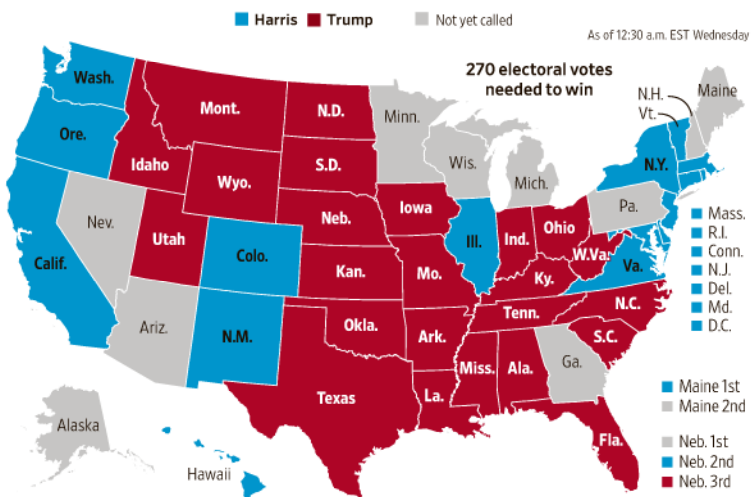 Harris Trump Not yet called
As of 12:30 a.m. EST Wednesday
270 electoral votes
needed to win
Wash.
Ore.
Calif.
Nev.
Idaho
Mont.
Wyo.
Utah
Ariz.
Colo.
N.M.
N.D.
S.D.
Neb.
Kan.
Okla.
Texas
Minn.
Iowa
Mo.
Ark.
La.
Wis.
Ill.
Mich.
Ind.
Ohio
Ky.
Tenn.
Miss.
Ala.
Ga.
Fla.
S.C.
N.C.
Va.
W.Va.
Pa.
N.Y.
Vt.
N.H.
Maine
Mass.
R.I.
Conn.
N.J.
Del.
Md.
D.C.
Alaska
Hawaii
Maine 1st
Maine 2nd
Neb. 1st
Neb. 2nd
Neb. 3rd